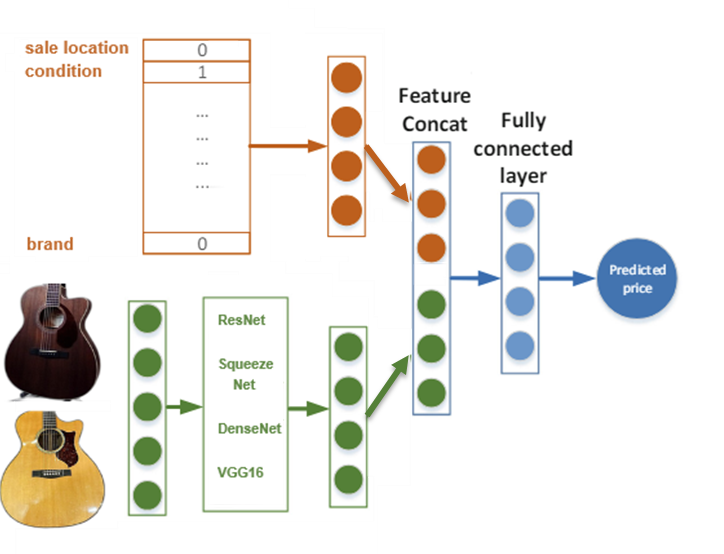 sale location
0
condition
1
...
...
...
...
brand
0
Feature
Concat
Fully
connected
layer
Predicted
price
ResNet
Squeeze
Net
DenseNet
VGG16